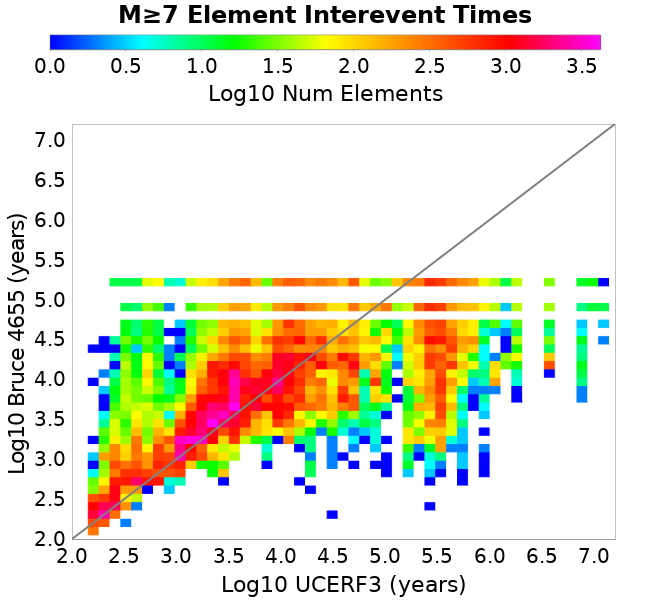 M≥7 Element Interevent Times
0.0 0.5 1.0 1.5 2.0 2.5 3.0 3.5
Log10 Num Elements
7.0
6.5
6.0
5.5
5.0
4.5
4.0
3.5
3.0
2.5
2.0
Log10 Bruce 4655 (years)
2.0 2.5 3.0 3.5 4.0 4.5 5.0 5.5 6.0 6.5 7.0
Log10 UCERF3 (years)